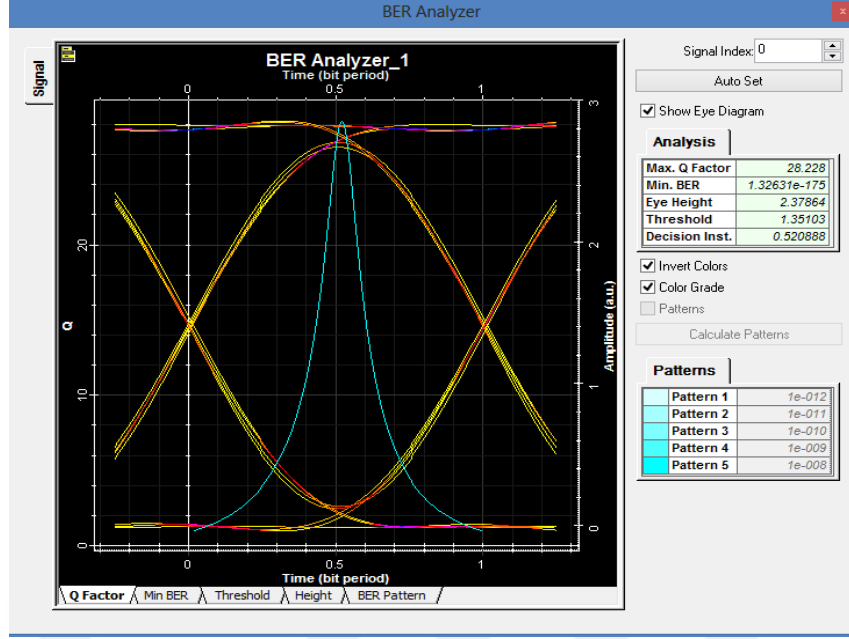 BER Analyzer
x
Signal
BER Analyzer_1
Time (bit period)
0 0.5 1
Q
0 10 20
Amplitude (a.u.)
0 1 2 3
0 0.5 1
Time (bit period)
Q Factor Min BER Threshold Height BER Pattern
Signal Index: 0
Auto Set
Show Eye Diagram
Analysis
Max. Q Factor 28.228
Min. BER 1.32631e-175
Eye Height 2.37864
Threshold 1.35103
Decision Inst. 0.520888
Invert Colors
Color Grade
Patterns
Calculate Patterns
Patterns
Pattern 1 1e-012
Pattern 2 1e-011
Pattern 3 1e-010
Pattern 4 1e-009
Pattern 5 1e-008